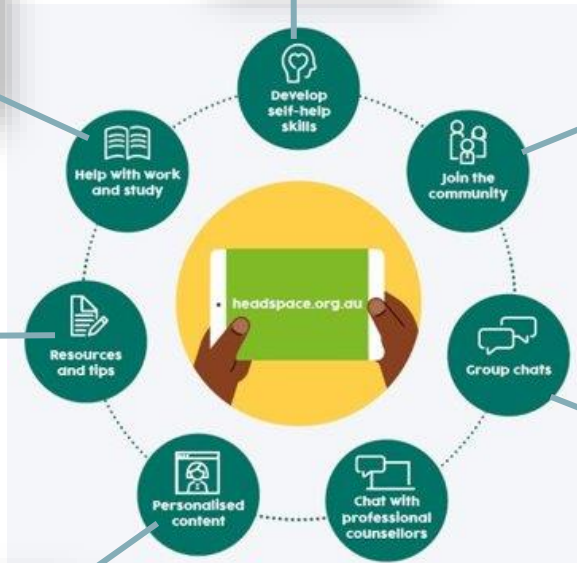 Develop
self-help
skills
Help with work
and study
Join the
community
headspace.org.au
Resources
and tips
Group chats
Personalised
content
Chat with
professional
counsellors